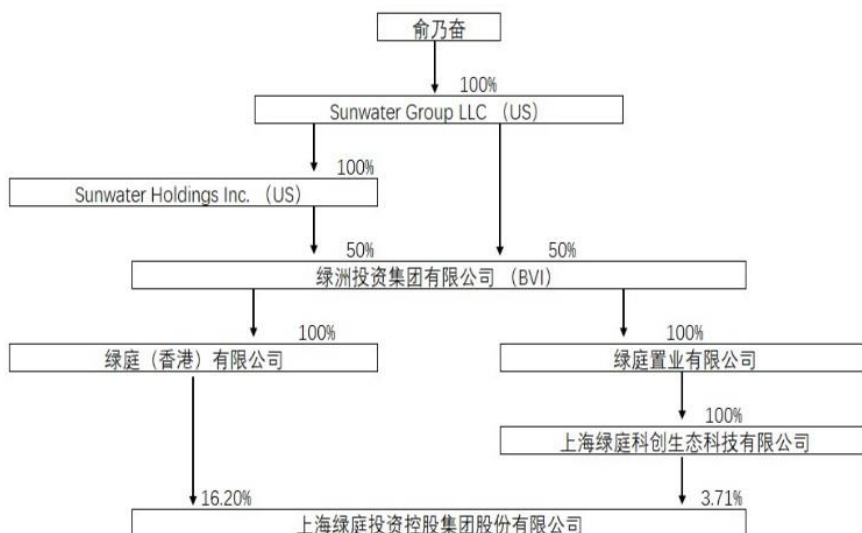 俞乃奋
100%
Sunwater Group LLC （US）
100%
Sunwater Holdings Inc. （US）
50%
50%
绿洲投资集团有限公司 （BVI）
100%
100%
绿庭（香港）有限公司
绿庭置业有限公司
100%
上海绿庭科创生态科技有限公司
16.20%
3.71%
上海绿庭投资控股集团股份有限公司